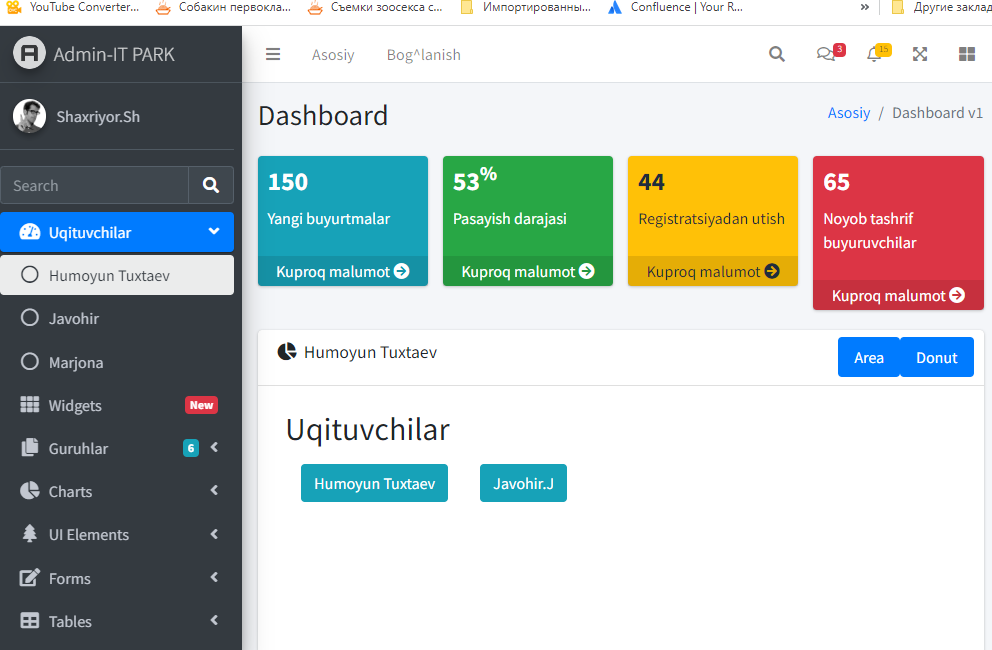 YouTube Converter...
Собакин первокла...
Съемки зоосекса с...
Импортированны...
Confluence | Your R...
»
Другие заклад
Admin-IT PARK
Asosiy
Bog^lanish
3
15
Shaxriyor.Sh
Dashboard
Asosiy / Dashboard v1
Search
Uqituvchilar
Humoyun Tuxtaev
Javohir
Marjona
Widgets
New
Guruhlar
6
Charts
UI Elements
Forms
Tables
150
Yangi buyurtmalar
Kuproq malumot
53%
Pasayish darajasi
Kuproq malumot
44
Registratsiyadan utish
Kuproq malumot
65
Noyob tashrif
buyuruvchilar
Kuproq malumot
Humoyun Tuxtaev
Area
Donut
Uqituvchilar
Humoyun Tuxtaev
Javohir.J